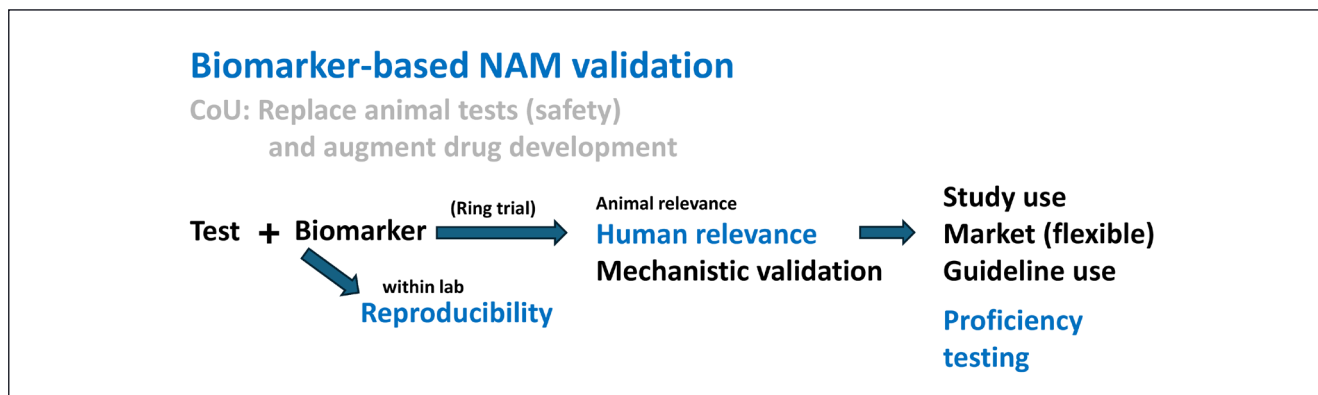 Biomarker-based NAM validation
CoU: Replace animal tests (safety)
and augment drug development
Test + Biomarker
(Ring trial)
within lab
Reproducibility
Animal relevance
Human relevance
Mechanistic validation
Study use
Market (flexible)
Guideline use
Proficiency
testing